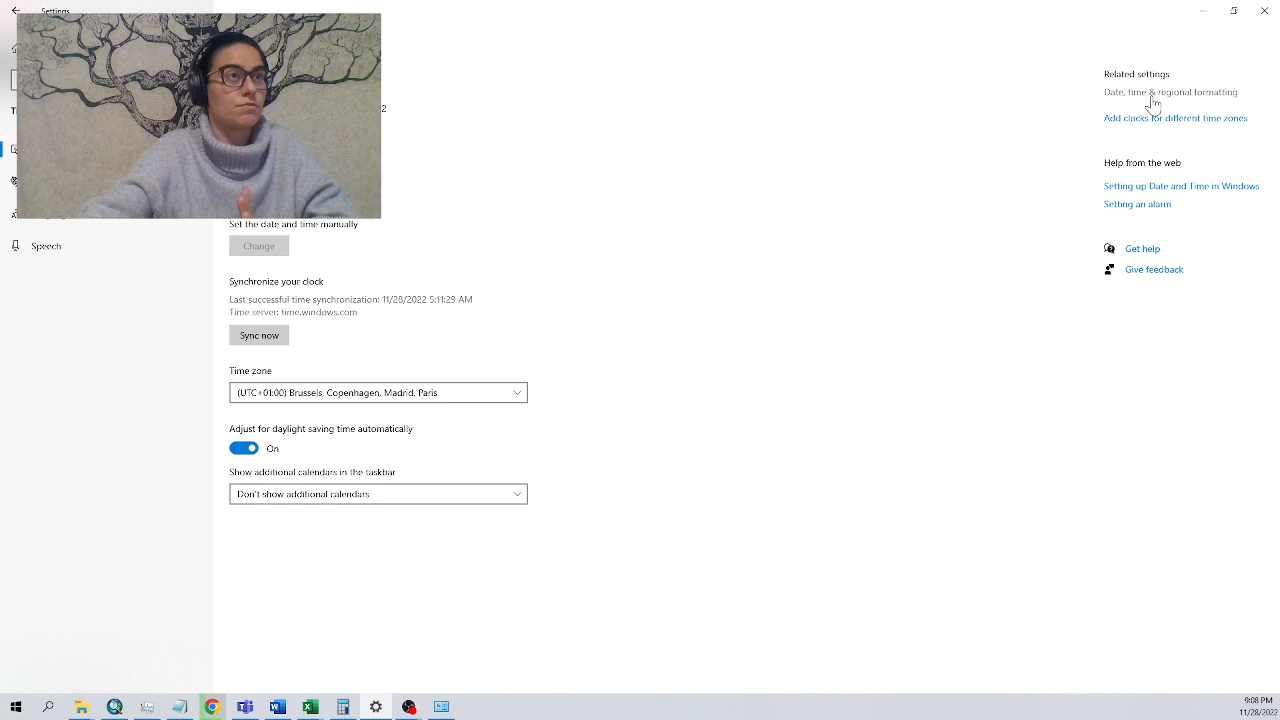 Settings
2
Set the date and time manually
Change
Synchronize your clock
Last successful time synchronization: 11/28/2022 5:11:29 AM
Time server: time.windows.com
Sync now
Time zone
(UTC+01:00) Brussels, Copenhagen, Madrid, Paris
Adjust for daylight saving time automatically
On
Show additional calendars in the taskbar
Don't show additional calendars
Speech
Related settings
Date, time & regional formatting
Add clocks for different time zones
Help from the web
Setting up Date and Time in Windows
Setting an alarm
Get help
Give feedback
9:08 PM
11/28/2022